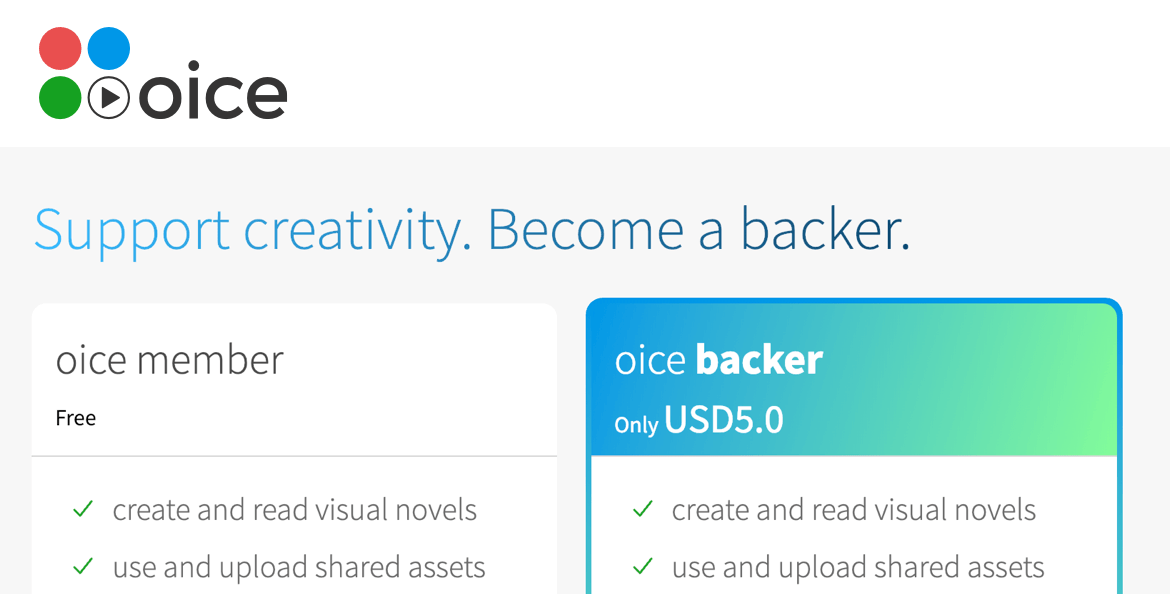 oice
Support creativity. Become a backer.
oice member
Free
create and read visual novels
use and upload shared assets
oice backer
Only USD5.0
create and read visual novels
use and upload shared assets